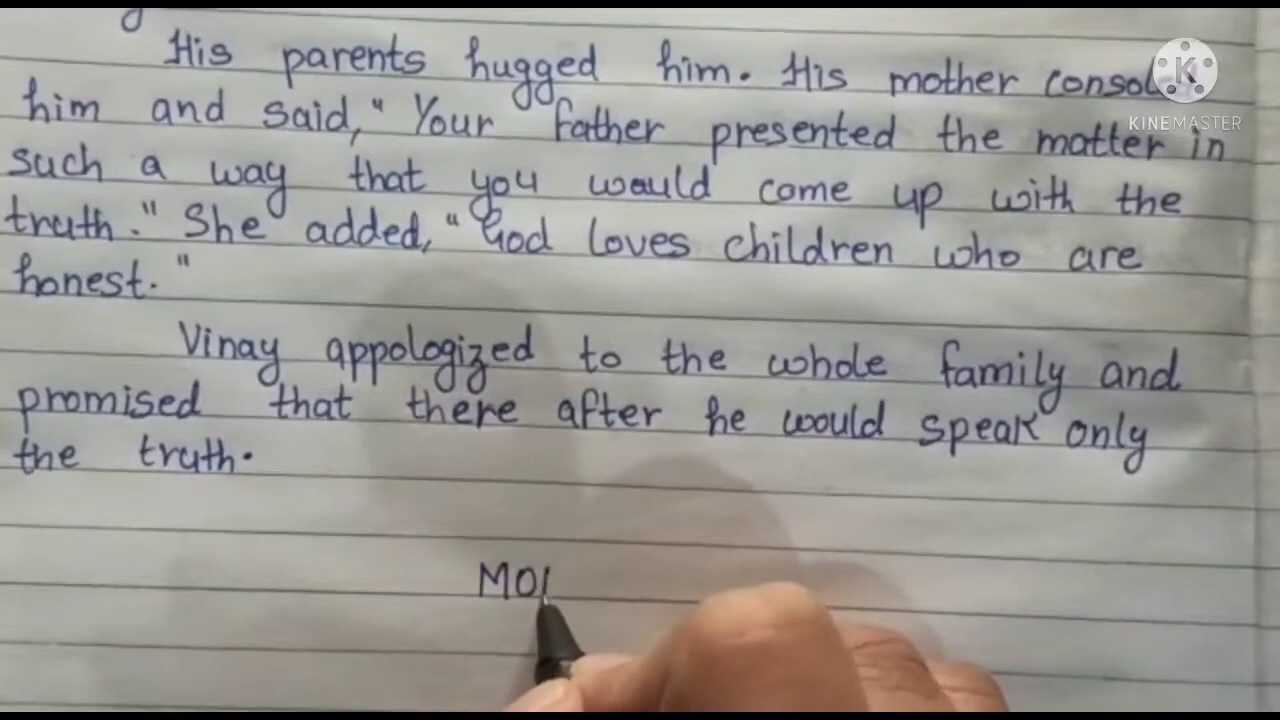 His parents hugged him. His mother
him and said, " Your father presented the matter in
such a way that you would come up with the
truth." She added, " God loves children who are
honest. "
Vinay appologized to the whole family and
promised that there after he would speak only
the truth.
MO
K
KINEMASTER